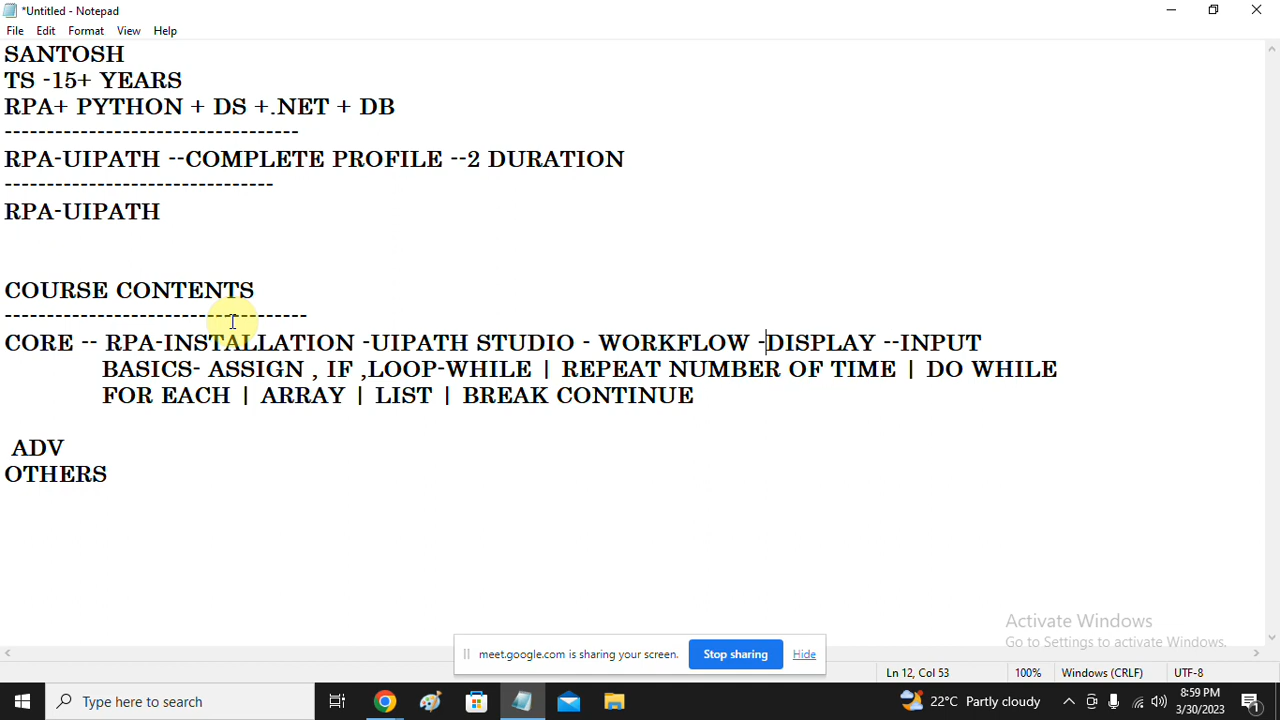 *Untitled - Notepad
File Edit Format View Help
SANTOSH
TS -15+ YEARS
RPA+ PYTHON + DS +.NET + DB
-----------------------------------
RPA-UIPATH --COMPLETE PROFILE --2 DURATION
--------------------------------
RPA-UIPATH
COURSE CONTENTS
------------------------------------
CORE -- RPA-INSTALLATION -UIPATH STUDIO - WORKFLOW -DISPLAY --INPUT
BASICS- ASSIGN , IF ,LOOP-WHILE | REPEAT NUMBER OF TIME | DO WHILE
FOR EACH | ARRAY | LIST | BREAK CONTINUE
ADV
OTHERS
Activate Windows
Go to Settings to activate Windows.
meet.google.com is sharing your screen. Stop sharing Hide
Ln 12, Col 53 100% Windows (CRLF) UTF-8
Type here to search 22°C Partly cloudy 8:59 PM
3/30/2023 1